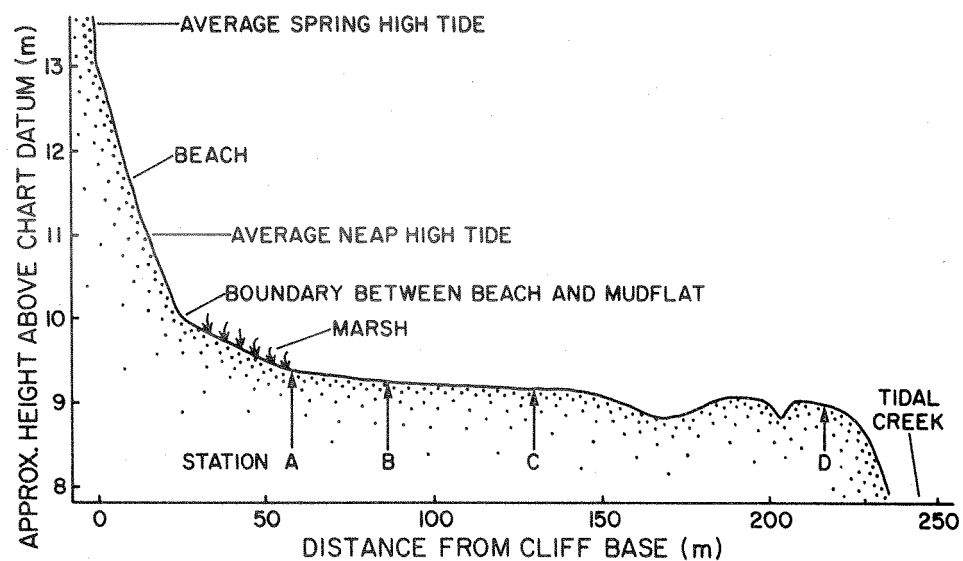 AVERAGE SPRING HIGH TIDE
APPROX. HEIGHT ABOVE CHART DATUM (m)
13
12
11
10
9
8
BEACH
AVERAGE NEAP HIGH TIDE
BOUNDARY BETWEEN BEACH AND MUDFLAT
MARSH
TIDAL
CREEK
STATION A B C D
0 50 100 150 200 250
DISTANCE FROM CLIFF BASE (m)